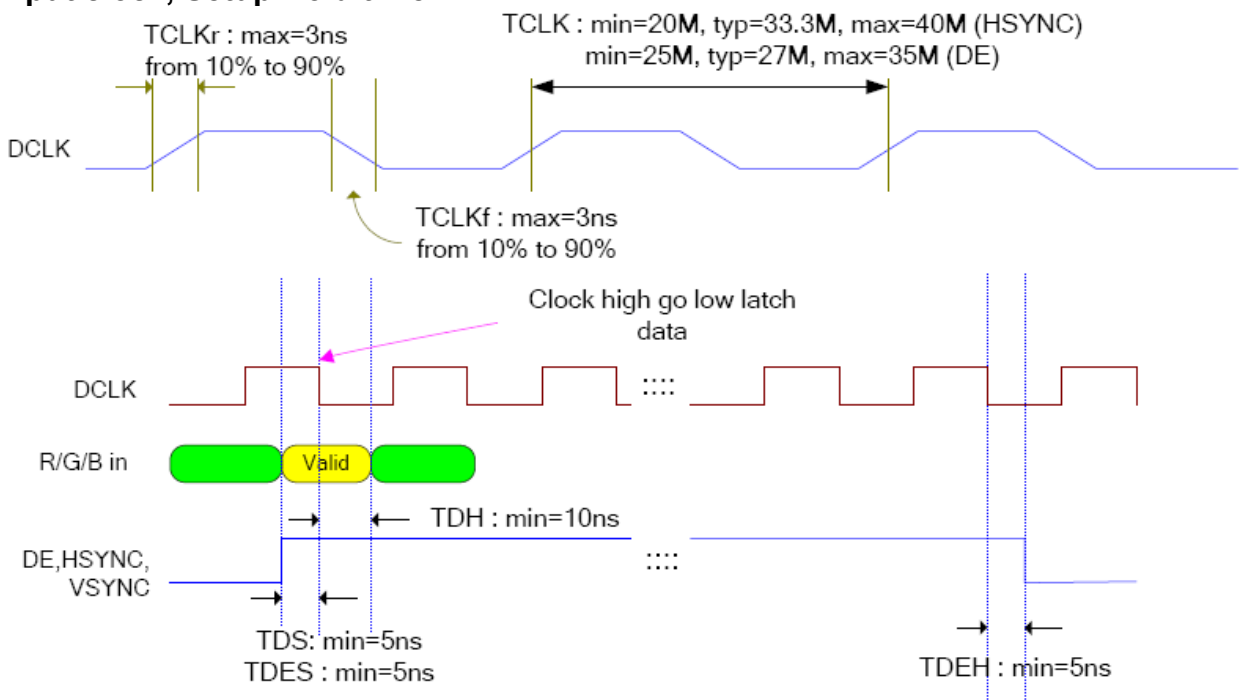 TCLKr : max=3ns
from 10% to 90%
TCLK : min=20M, typ=33.3M, max=40M (HSYNC)
min=25M, typ=27M, max=35M (DE)
DCLK
TCLKf : max=3ns
from 10% to 90%
Clock high go low latch
data
DCLK
::::
R/G/B in
Valid
TDH : min=10ns
DE,HSYNC,
VSYNC
::::
TDS: min=5ns
TDES : min=5ns
TDEH : min=5ns